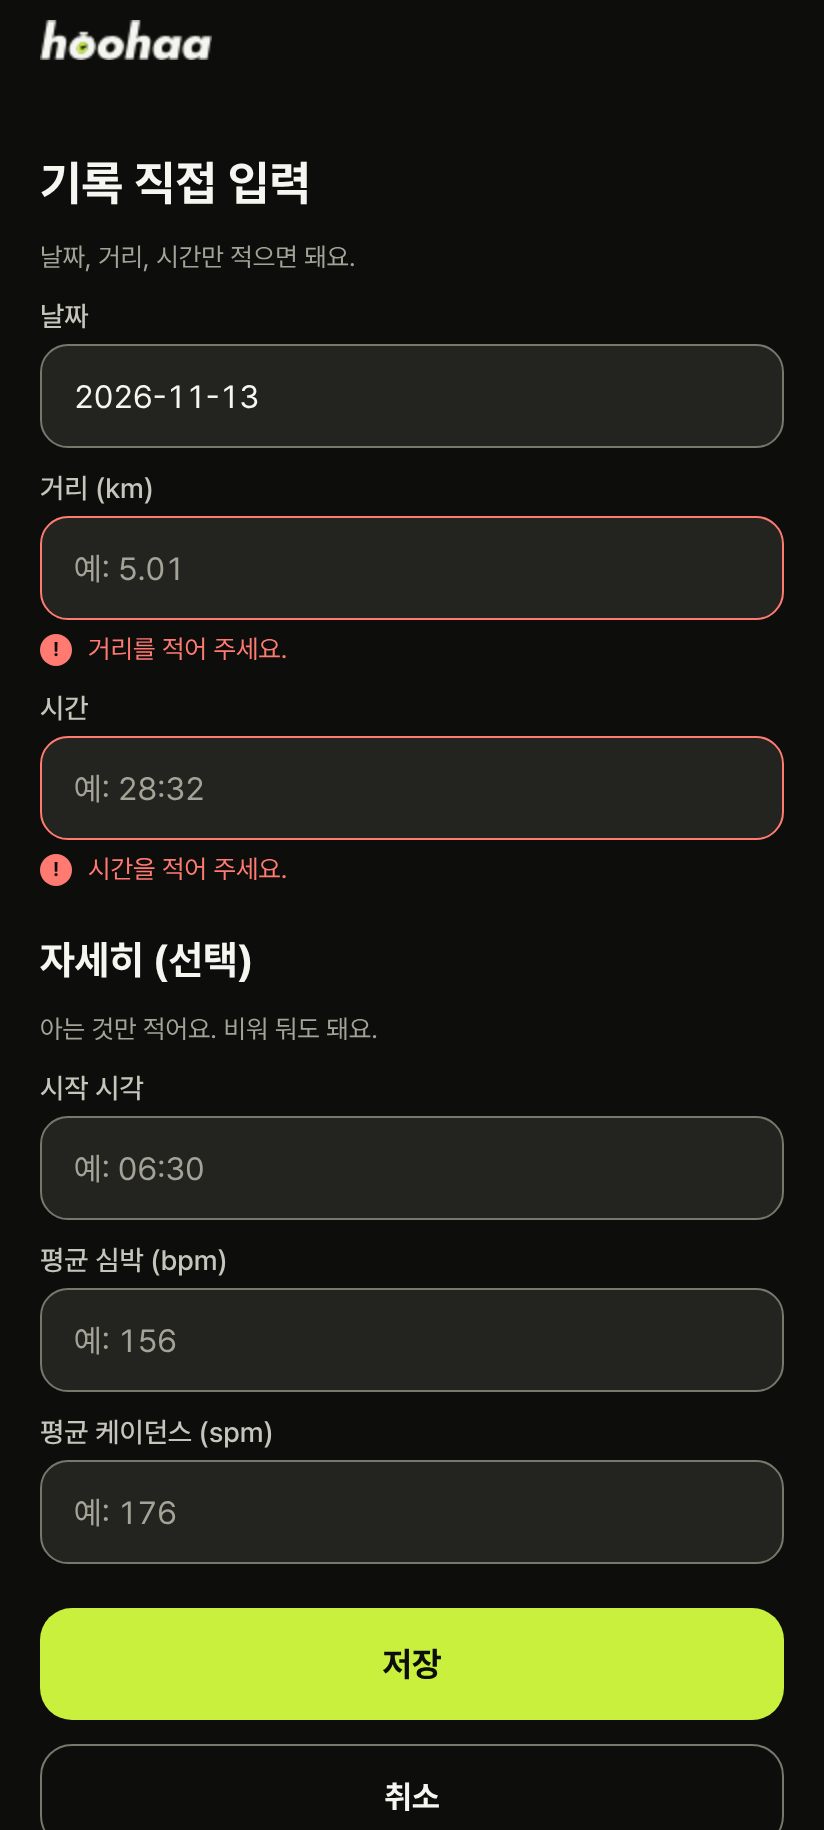 hoohaa
기록 직접 입력
날짜, 거리, 시간만 적으면 돼요.
날짜
2026-11-13
거리 (km)
예: 5.01
! 거리를 적어 주세요.
시간
예: 28:32
! 시간을 적어 주세요.
자세히 (선택)
아는 것만 적어요. 비워 둬도 돼요.
시작 시각
예: 06:30
평균 심박 (bpm)
예: 156
평균 케이던스 (spm)
예: 176
저장
취소